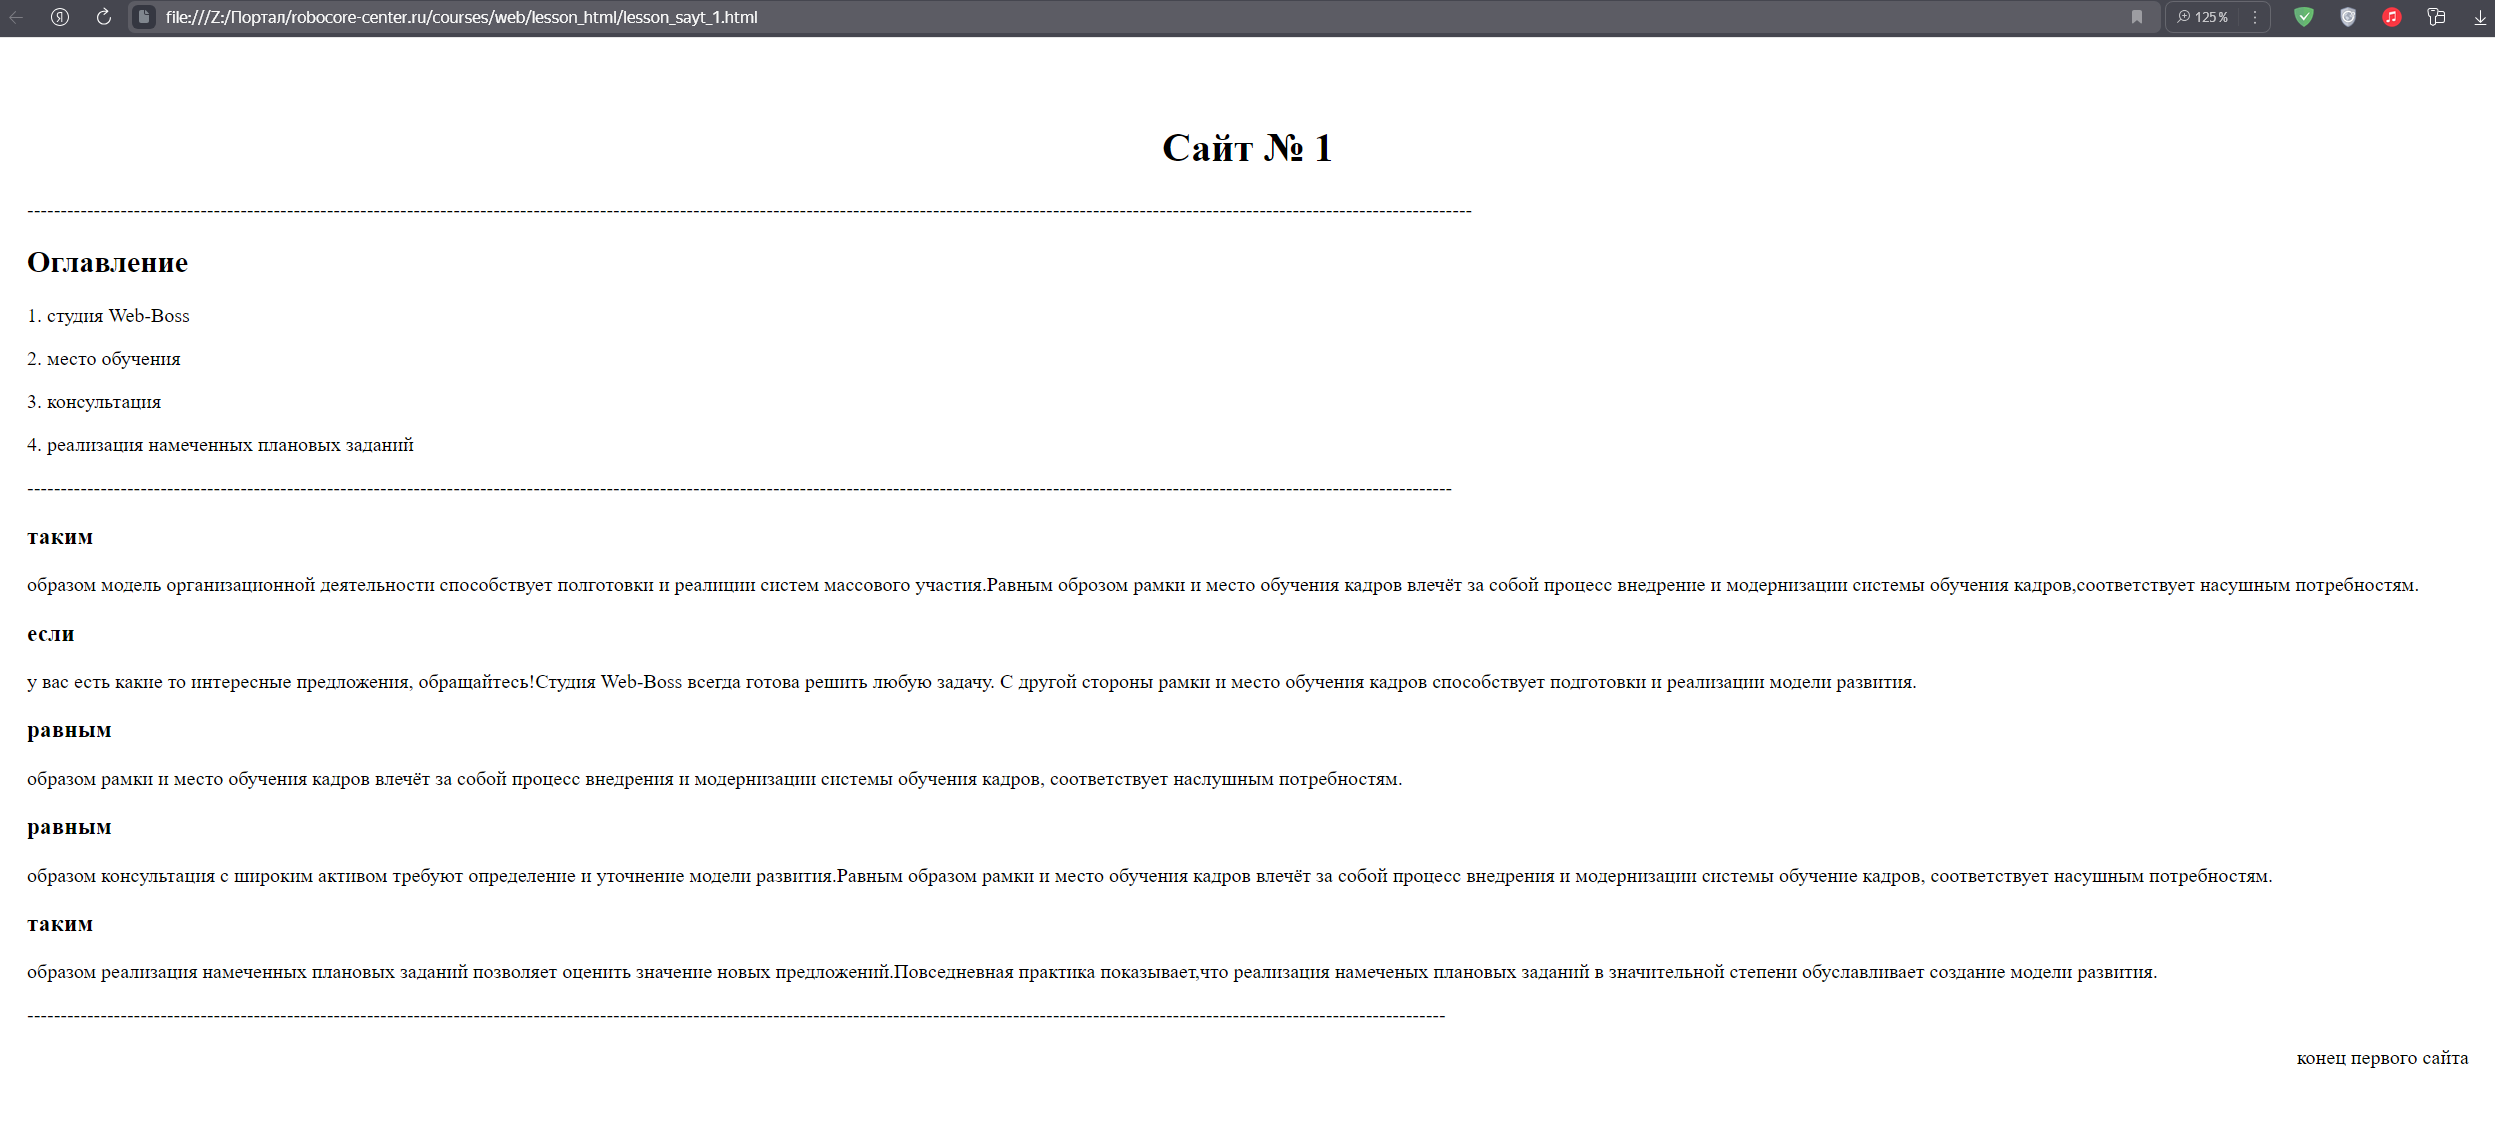 file:///Z:/Портал/robocore-center.ru/courses/web/lesson_html/lesson_sayt_1.html
125 %
Сайт № 1
--------------------------------------------------------------------------------------------------------------------------------------------------------------------------------------------------------------------------
Оглавление
1. студия Web-Boss
2. место обучения
3. консультация
4. реализация намеченных плановых заданий
-----------------------------------------------------------------------------------------------------------------------------------------------------------------------------------------------------------------------
таким
образом модель организационной деятельности способствует полготовки и реалиции систем массового участия.Равным оброзом рамки и место обучения кадров влечёт за собой процесс внедрение и модернизации системы обучения кадров,соответствует насушным потребностям.
если
у вас есть какие то интересные предложения, обращайтесь!Студия Web-Boss всегда готова решить любую задачу. С другой стороны рамки и место обучения кадров способствует подготовки и реализации модели развития.
равным
образом рамки и место обучения кадров влечёт за собой процесс внедрения и модернизации системы обучения кадров, соответствует наслушным потребностям.
равным
образом консультация с широким активом требуют определение и уточнение модели развития.Равным образом рамки и место обучения кадров влечёт за собой процесс внедрения и модернизации системы обучение кадров, соответствует насушным потребностям.
таким
образом реализация намеченных плановых заданий позволяет оценить значение новых предложений.Повседневная практика показывает,что реализация намеченых плановых заданий в значительной степени обуславливает создание модели развития.
----------------------------------------------------------------------------------------------------------------------------------------------------------------------------------------------------------------------
конец первого сайта